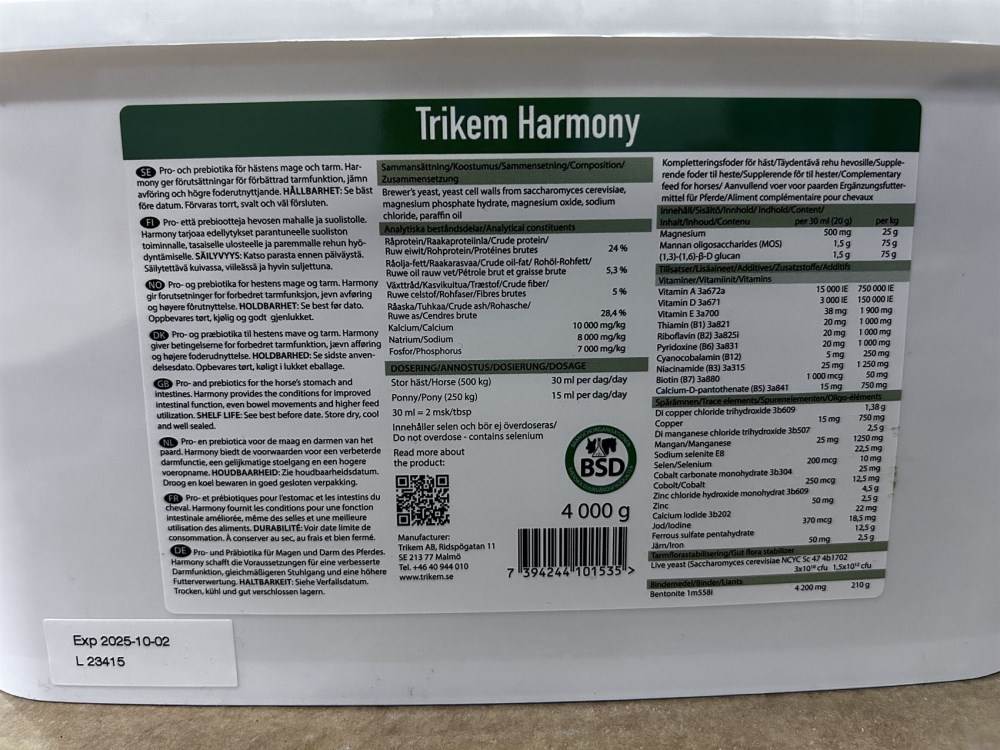 Trikem Harmony
SE Pro- och prebiotika för hästens mage och tarm. Har-
mony ger förutsättningar för förbättrad tarmfunktion, jämn
avföring och högre foderutnyttjande. HÅLLBARHET: Se bäst
före datum. Förvaras torrt, svalt och väl försluten.
FI Pro- että prebiootteja hevosen mahalle ja suolistolle.
Harmony tarjoaa edellytykset parantuneelle suoliston
toiminnalle, tasaiselle ulosteelle ja paremmalle rehun hyö-
dyntämiselle. SÄILYVYYS: Katso parasta ennen päiväystä.
Säilytettävä kuivassa, viileässä ja hyvin suljettuna.
NO Pro- og prebiotika for hestens mage og tarm. Harmony
gir forutsetninger for forbedret tarmfunksjon, jevn avføring
og høyere fôrutnyttelse. HOLDBARHET: Se best før dato.
Oppbevares tørt, kjølig og godt gjenlukket.
DK Pro- og præbiotika til hestens mave og tarm. Harmony
giver betingelserne for forbedret tarmfunktion, jævn afføring
og højere foderudnyttelse. HOLDBARHED: Se sidste anven-
delsesdato. Opbevares tørt, køligt i lukket eballage.
GB Pro- and prebiotics for the horse's stomach and
intestines. Harmony provides the conditions for improved
intestinal function, even bowel movements and higher feed
utilization. SHELF LIFE: See best before date. Store dry, cool
and well sealed.
NL Pro- en prebiotica voor de maag en darmen van het
paard. Harmony biedt de voorwaarden voor een verbeterde
darmfunctie, een gelijkmatige stoelgang en een hogere
voeropname. HOUDBAARHEID: Zie houdbaarheidsdatum.
Droog en koel bewaren in goed gesloten verpakking.
FR Pro- et prébiotiques pour l'estomac et les intestins du
cheval. Harmony fournit les conditions pour une fonction
intestinale améliorée, même des selles et une meilleure
utilisation des aliments. DURABILITÉ: Voir date limite de
consommation. À conserver au sec, au frais et bien fermé.
DE Pro- und Präbiotika für Magen und Darm des Pferdes.
Harmony schafft die Voraussetzungen für eine verbesserte
Darmfunktion, gleichmäßigeren Stuhlgang und eine höhere
Futterverwertung. HALTBARKEIT: Siehe Verfallsdatum.
Trocken, kühl und gut verschlossen lagern.
Sammansättning/Koostumus/Sammensetning/Composition/
Zusammensetzung
Brewer's yeast, yeast cell walls from saccharomyces cerevisiae,
magnesium phosphate hydrate, magnesium oxide, sodium
chloride, paraffin oil
Analytiska beståndsdelar/Analytical constituents
Råprotein/Raakaproteiinla/Crude protein/
Ruw eiwit/Rohprotein/Protéines brutes 24 %
Råolja-fett/Raakarasvaa/Crude oil-fat/ Rohöl-Rohfett/
Ruwe oil rauw vet/Pétrole brut et graisse brute 5,3 %
Växttråd/Kasvikuitua/Træstof/Crude fiber/
Ruwe celstof/Rohfaser/Fibres brutes 5 %
Råaska/Tuhkaa/Crude ash/Rohasche/
Ruwe as/Cendres brute 28,4 %
Kalcium/Calcium 10 000 mg/kg
Natrium/Sodium 8 000 mg/kg
Fosfor/Phosphorus 7 000 mg/kg
DOSERING/ANNOSTUS/DOSIERUNG/DOSAGE
Stor häst/Horse (500 kg) 30 ml per dag/day
Ponny/Pony (250 kg) 15 ml per dag/day
30 ml = 2 msk/tbsp
Innehåller selen och bör ej överdoseras/
Do not overdose - contains selenium
Read more about
the product:
BSD
4 000 g
Manufacturer:
Trikem AB, Ridspögatan 11
SE 213 77 Malmö
Tel. +46 40 944 010
www.trikem.se
7 394244 101535 >
Kompletteringsfoder för häst/Täydentävä rehu hevosille/Supple-
rende foder til heste/Supplerende fôr til hester/Complementary
feed for horses/ Aanvullend voer voor paarden Ergänzungsfutter-
mittel für Pferde/Aliment complémentaire pour chevaux
Innehåll/Sisältö/Innhold/ Indhold/Content/
Inhalt/Inhoud/Contenu per 30 ml (20 g) per kg
Magnesium 500 mg 25 g
Mannan oligosaccharides (MOS) 1,5 g 75 g
(1,3)-(1,6)-β-D glucan 1,5 g 75 g
Tillsatser/Lisäaineet/Additives/Zusatzstoffe/Additifs
Vitaminer/Vitamiinit/Vitamins
Vitamin A 3a672a 15 000 IE 750 000 IE
Vitamin D 3a671 3 000 IE 150 000 IE
Vitamin E 3a700 38 mg 1 900 mg
Thiamin (B1) 3a821 20 mg 1 000 mg
Riboflavin (B2) 3a825i 20 mg 1 000 mg
Pyridoxine (B6) 3a831 20 mg 1 000 mg
Cyanocobalamin (B12) 5 mg 250 mg
Niacinamide (B3) 3a315 25 mg 1 250 mg
Biotin (B7) 3a880 1 000 mcg 50 mg
Calcium-D-pantothenate (B5) 3a841 15 mg 750 mg
Spårämnen/Trace elements/Spurenelementen/Oligo-éléments
Di copper chloride trihydroxide 3b609 1,38 g
Copper 15 mg 750 mg
Di manganese chloride trihydroxide 3b507 2,5 g
Mangan/Manganese 25 mg 1250 mg
Sodium selenite E8 22,5 mg
Selen/Selenium 200 mcg 10 mg
Cobalt carbonate monohydrate 3b304 25 mg
Cobolt/Cobalt 250 mcg 12,5 mg
Zinc chloride hydroxide monohydrat 3b609 4,5 g
Zinc 50 mg 2,5 g
Calcium Iodide 3b202 22 mg
Jod/Iodine 370 mcg 18,5 mg
Ferrous sulfate pentahydrate 12,5 g
Järn/Iron 50 mg 2,5 g
Tarmflorastabilisering/Gut flora stabilizer
Live yeast (Saccharomyces cerevisiae NCYC Sc 47 4b1702
3x10¹⁰ cfu 1,5x10¹² cfu
Bindemedel/Binder/Liants
Bentonite 1m558i 4 200 mg 210 g
Exp 2025-10-02
L 23415